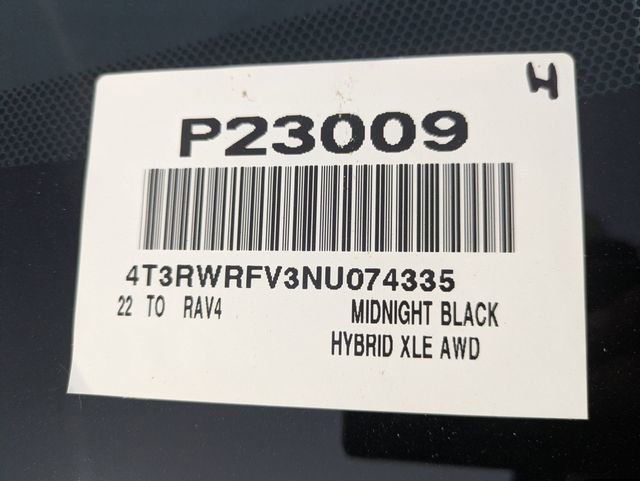 H
P23009
4T3RWRFV3NU074335
22 TO RAV4 MIDNIGHT BLACK
HYBRID XLE AWD